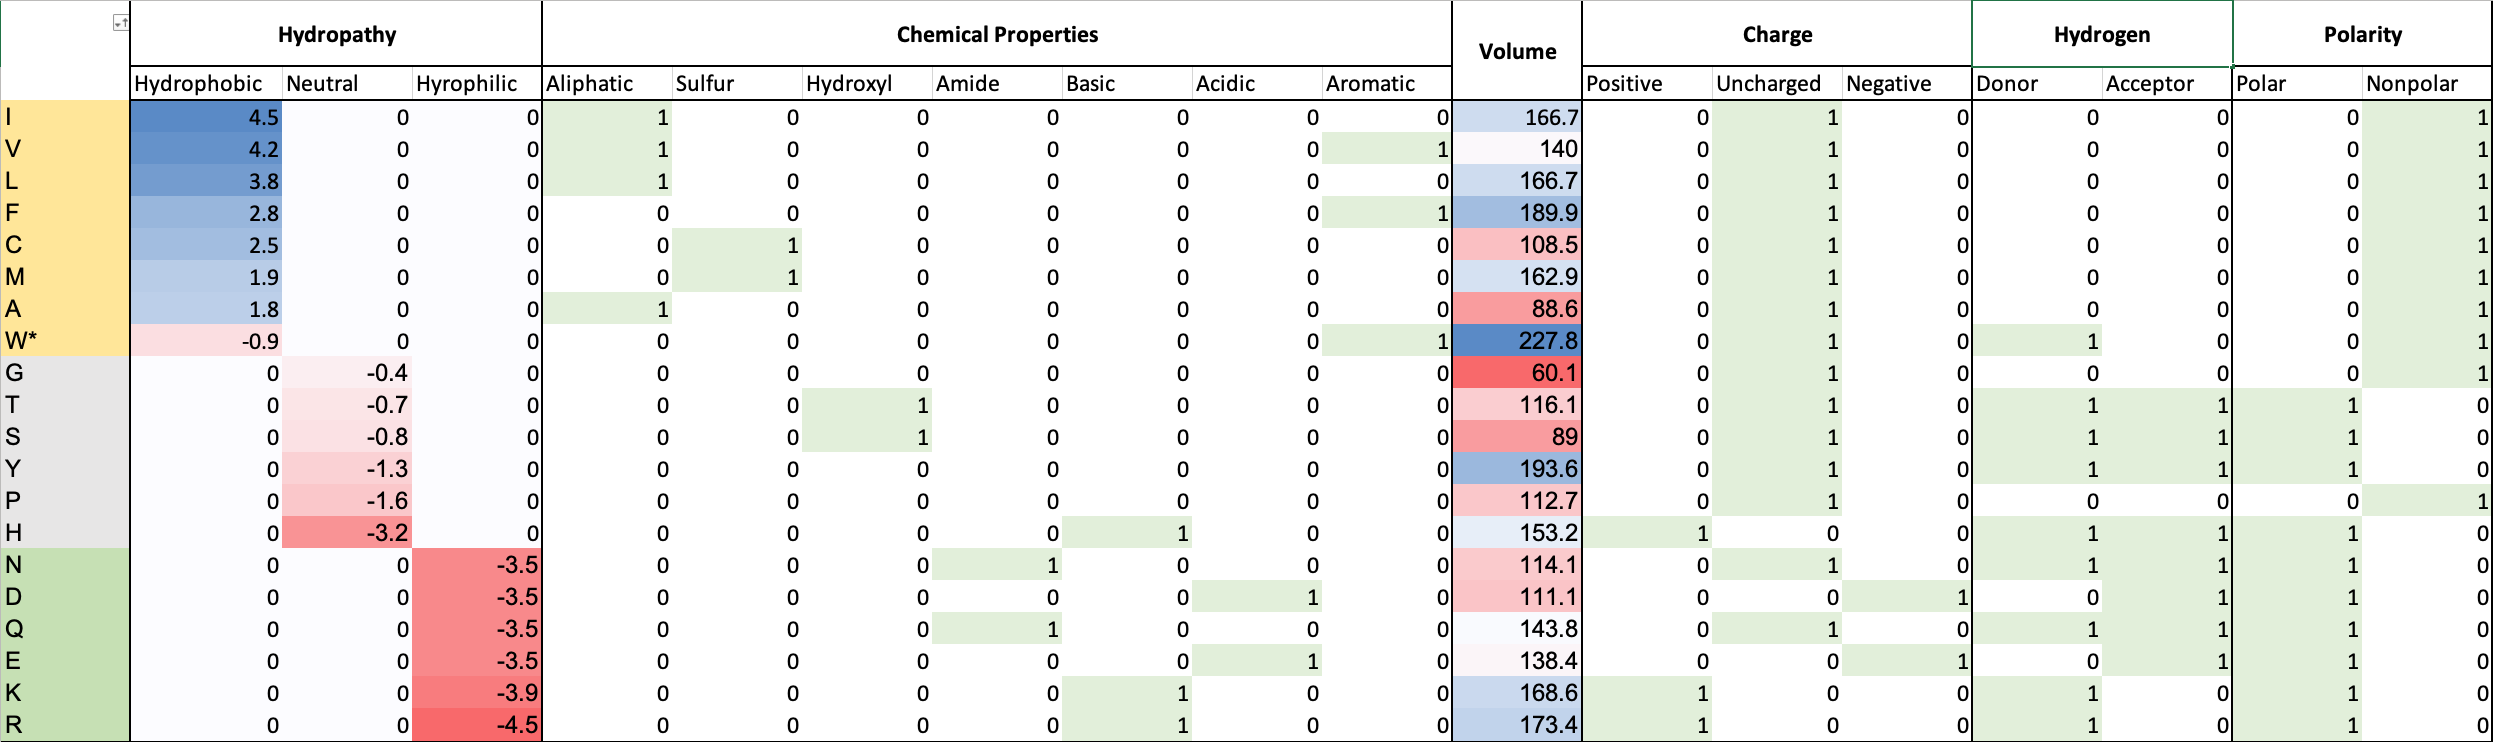 Hydropathy Chemical Properties Volume Charge Hydrogen Polarity
Hydrophobic Neutral Hyrophilic Aliphatic Sulfur Hydroxyl Amide Basic Acidic Aromatic Positive Uncharged Negative Donor Acceptor Polar Nonpolar
I 4.5 0 0 1 0 0 0 0 0 0 166.7 0 1 0 0 0 0 1
V 4.2 0 0 1 0 0 0 0 0 1 140 0 1 0 0 0 0 1
L 3.8 0 0 1 0 0 0 0 0 0 166.7 0 1 0 0 0 0 1
F 2.8 0 0 0 0 0 0 0 0 1 189.9 0 1 0 0 0 0 1
C 2.5 0 0 0 1 0 0 0 0 0 108.5 0 1 0 0 0 0 1
M 1.9 0 0 0 1 0 0 0 0 0 162.9 0 1 0 0 0 0 1
A 1.8 0 0 1 0 0 0 0 0 0 88.6 0 1 0 0 0 0 1
W* -0.9 0 0 0 0 0 0 0 0 1 227.8 0 1 0 1 0 0 1
G 0 -0.4 0 0 0 0 0 0 0 0 60.1 0 1 0 0 0 0 1
T 0 -0.7 0 0 0 1 0 0 0 0 116.1 0 1 0 1 1 1 0
S 0 -0.8 0 0 0 1 0 0 0 0 89 0 1 0 1 1 1 0
Y 0 -1.3 0 0 0 0 0 0 0 0 193.6 0 1 0 1 1 1 0
P 0 -1.6 0 0 0 0 0 0 0 0 112.7 0 1 0 0 0 0 1
H 0 -3.2 0 0 0 0 0 1 0 0 153.2 1 0 0 1 1 1 0
N 0 0 -3.5 0 0 0 1 0 0 0 114.1 0 1 0 1 1 1 0
D 0 0 -3.5 0 0 0 0 0 1 0 111.1 0 0 1 0 1 1 0
Q 0 0 -3.5 0 0 0 1 0 0 0 143.8 0 1 0 1 1 1 0
E 0 0 -3.5 0 0 0 0 0 1 0 138.4 0 0 1 0 1 1 0
K 0 0 -3.9 0 0 0 0 1 0 0 168.6 1 0 0 1 0 1 0
R 0 0 -4.5 0 0 0 0 1 0 0 173.4 1 0 0 1 0 1 0